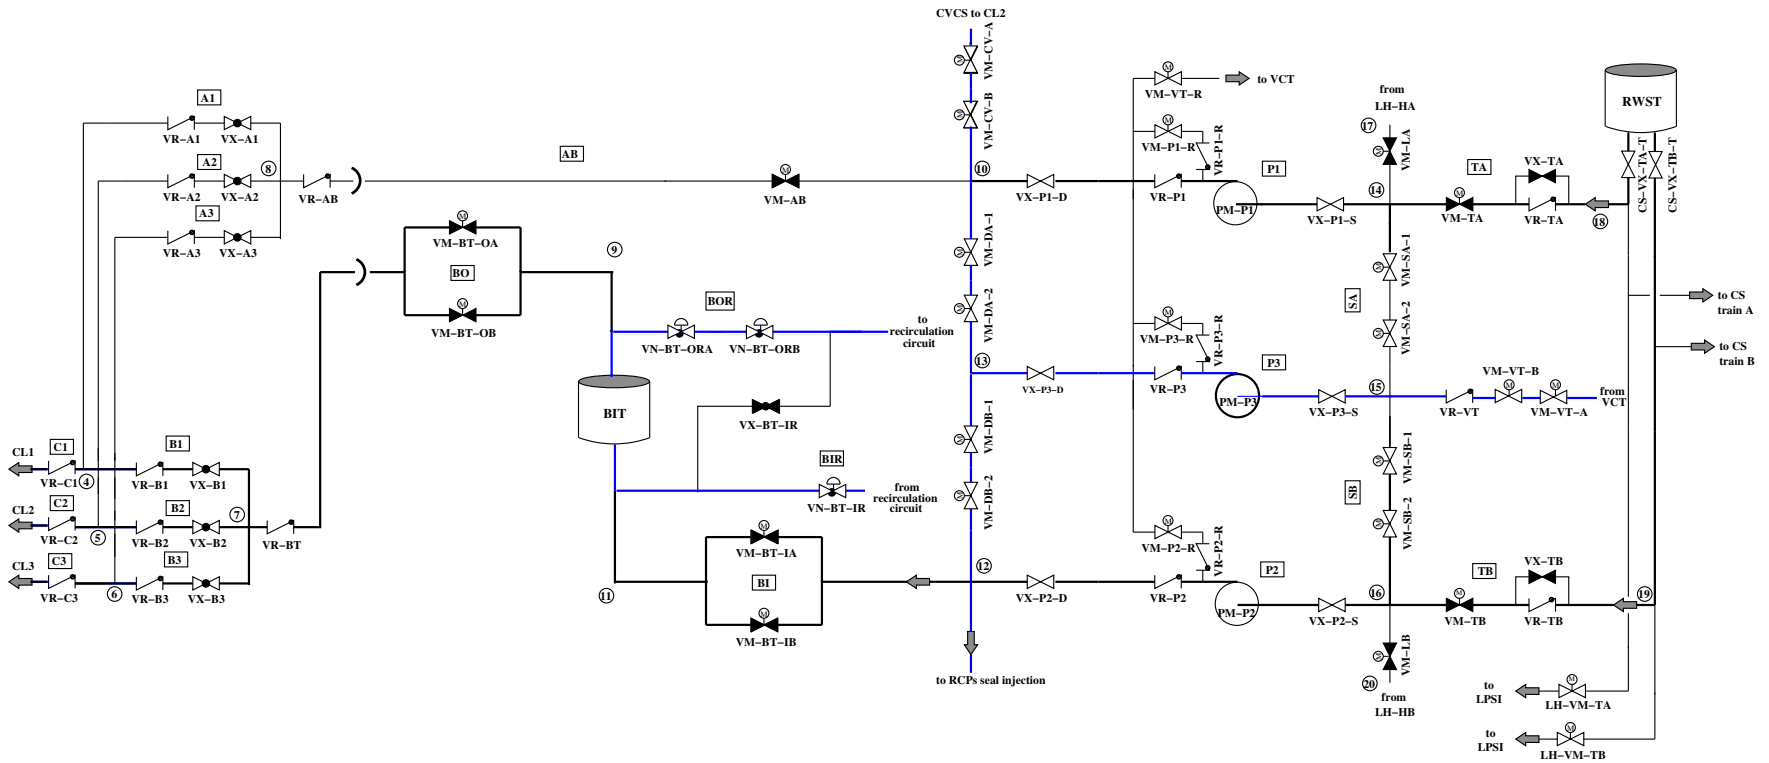 CVCS to CL2
VM-CV-A
VM-CV-B
M
M
M
to VCT
VM-VT-R
from
LH-HA
17
VM-LA
M
RWST
CS-VX-TA-T
CS-VX-TB-T
A1
VR-A1
VX-A1
A2
VR-A2
VX-A2
8
A3
VR-A3
VX-A3
VR-AB
AB
M
VM-AB
10
VX-P1-D
M
VM-P1-R
VR-P1-R
VR-P1
P1
PM-P1
VX-P1-S
14
TA
M
VM-TA
VX-TA
VR-TA
18
M
VM-BT-OA
BO
M
VM-BT-OB
9
BOR
VN-BT-ORA
VN-BT-ORB
to
recirculation
circuit
M
VM-DA-1
M
VM-DA-2
13
VX-P3-D
M
VM-P3-R
VR-P3-R
VR-P3
P3
PM-P3
VX-P3-S
M
VM-SA-1
SA
M
VM-SA-2
15
VR-VT
VM-VT-B
M
M
VM-VT-A
from
VCT
to CS
train A
to CS
train B
BIT
VX-BT-IR
BIR
VN-BT-IR
from
recirculation
circuit
M
VM-DB-1
M
VM-DB-2
M
VM-SB-1
SB
M
VM-SB-2
CL1
C1
VR-C1
4
B1
VR-B1
VX-B1
CL2
C2
VR-C2
5
B2
VR-B2
VX-B2
7
VR-BT
CL3
C3
VR-C3
6
B3
VR-B3
VX-B3
11
M
VM-BT-IA
BI
M
VM-BT-IB
12
VX-P2-D
M
VM-P2-R
VR-P2-R
VR-P2
P2
PM-P2
VX-P2-S
16
TB
M
VM-TB
VX-TB
VR-TB
19
to RCPs seal injection
M
VM-LB
20
from
LH-HB
to
LPSI
M
LH-VM-TA
to
LPSI
M
LH-VM-TB